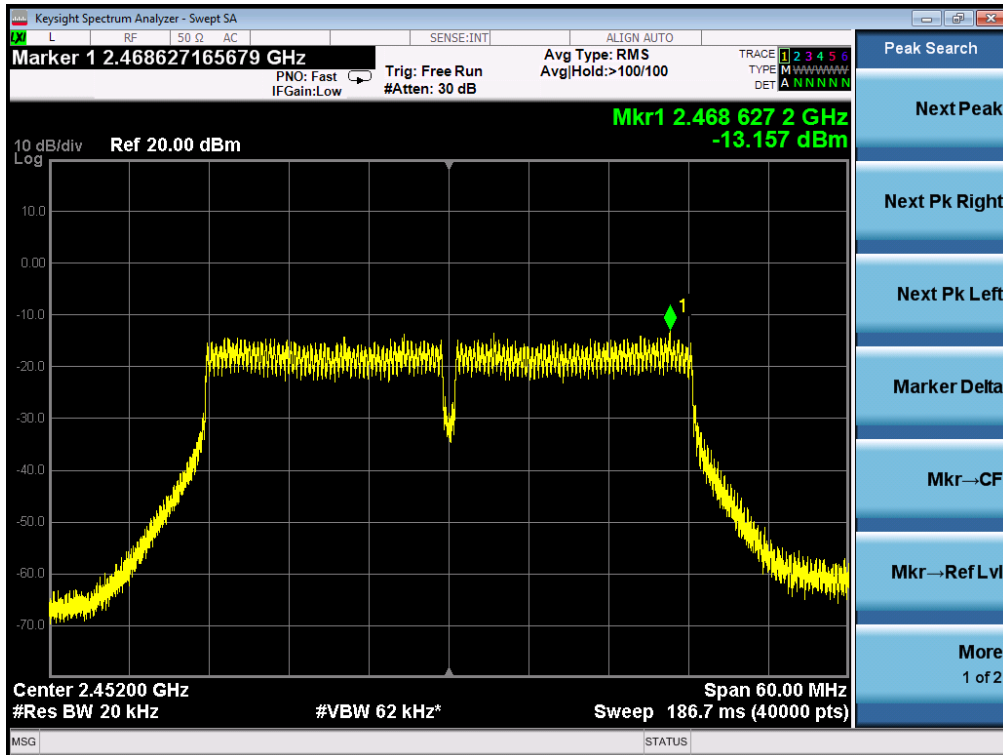 Keysight Spectrum Analyzer - Swept SA
LXI L RF 50 Ω AC SENSE:INT ALIGN AUTO
Marker 1 2.468627165679 GHz
PNO: Fast
IFGain:Low
Trig: Free Run
#Atten: 30 dB
Avg Type: RMS
Avg|Hold:>100/100
TRACE 1 2 3 4 5 6
TYPE M W W W W W
DET A N N N N N
Mkr1 2.468 627 2 GHz
-13.157 dBm
10 dB/div Ref 20.00 dBm
Log
10.0
0.00
-10.0
-20.0
-30.0
-40.0
-50.0
-60.0
-70.0
1
Center 2.45200 GHz Span 60.00 MHz
#Res BW 20 kHz #VBW 62 kHz* Sweep 186.7 ms (40000 pts)
MSG STATUS
Peak Search
Next Peak
Next Pk Right
Next Pk Left
Marker Delta
Mkr→CF
Mkr→Ref Lvl
More
1 of 2